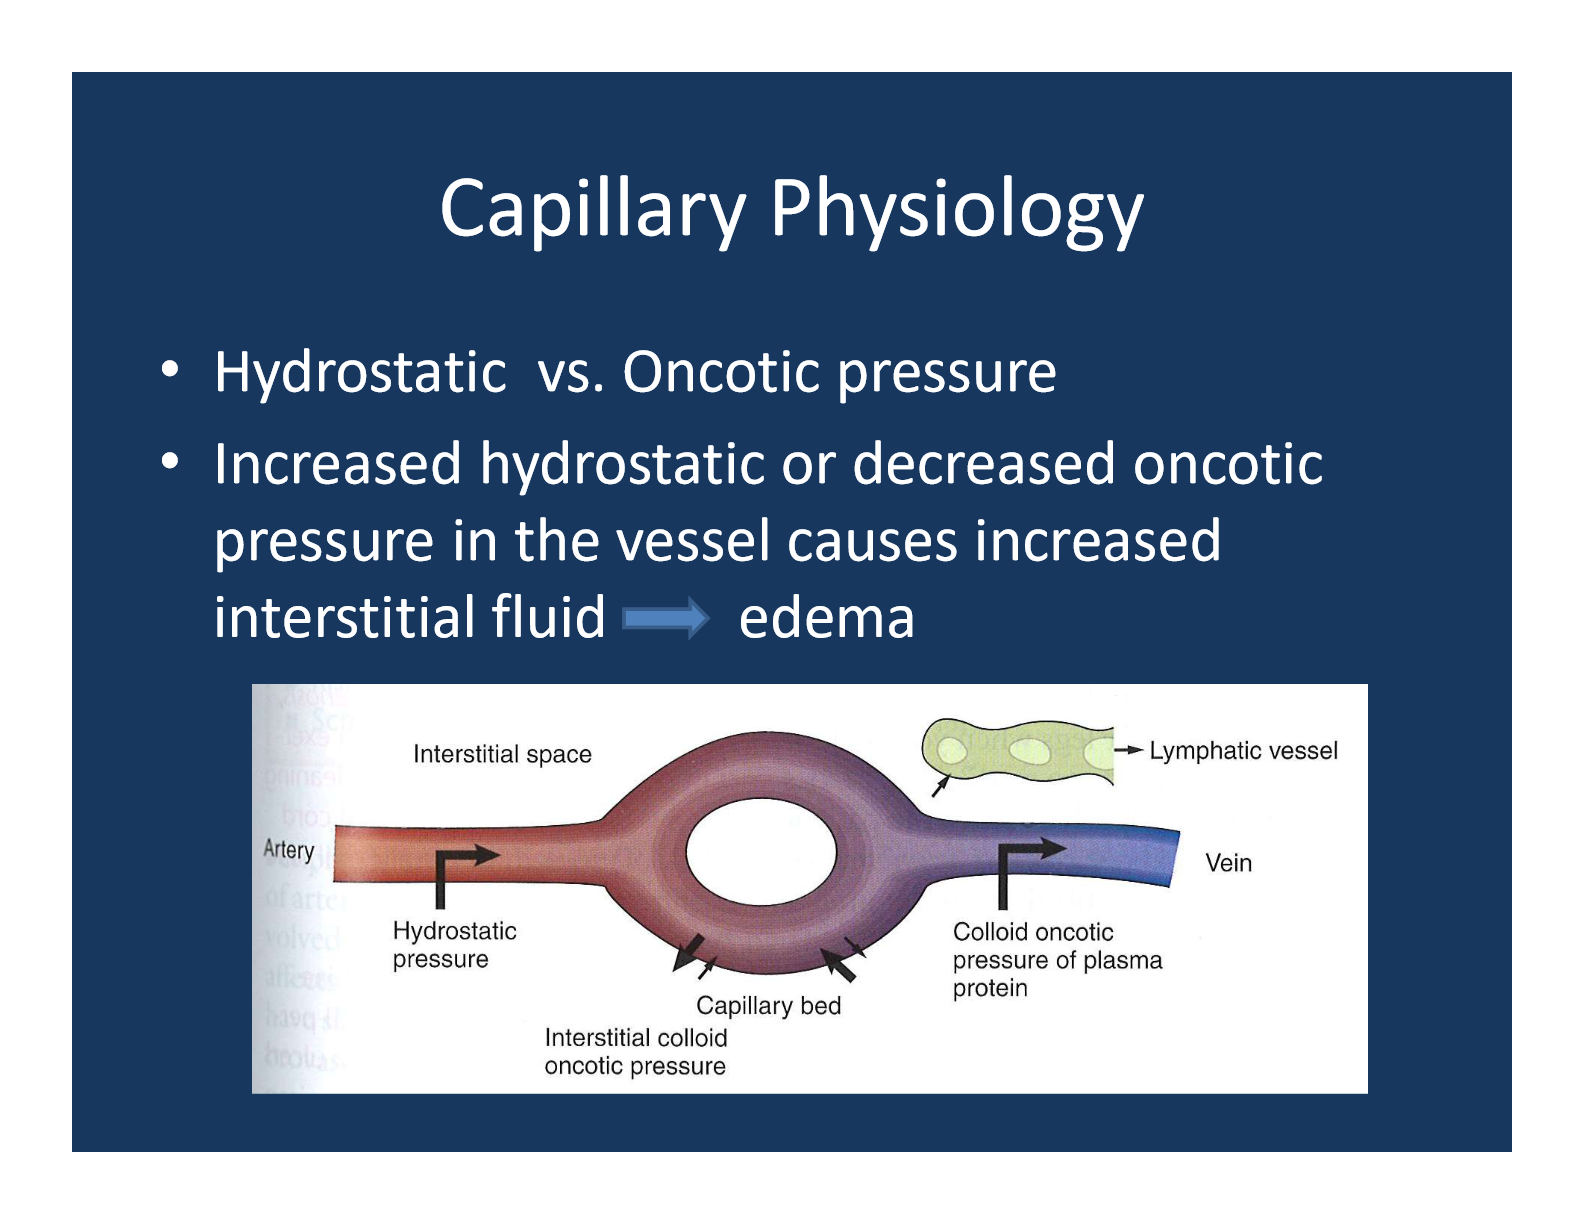 Capillary Physiology
• Hydrostatic vs. Oncotic pressure
• Increased hydrostatic or decreased oncotic
pressure in the vessel causes increased
interstitial fluid edema
Interstitial space
Lymphatic vessel
Artery
Vein
Hydrostatic
pressure
Colloid oncotic
pressure of plasma
protein
Capillary bed
Interstitial colloid
oncotic pressure